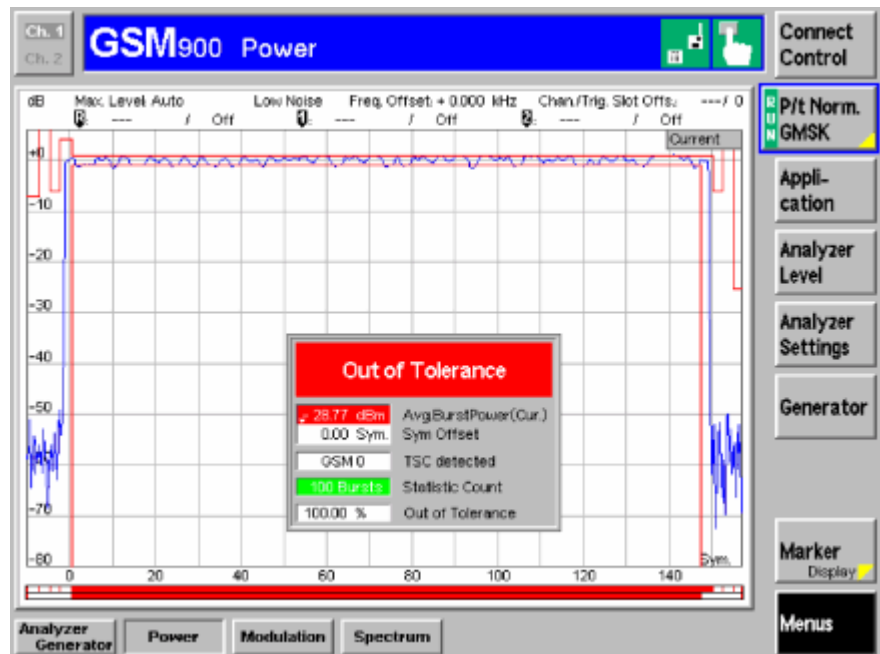 Ch. 1
Ch. 2
GSM900 Power
Connect Control
dB Max. Level: Auto Low Noise Freq. Offset: + 0.000 kHz Chan./Trig. Slot Offs.: ---/ 0
--- / Off --- / Off --- / Off
Current
RUN
P/t Norm. GMSK
Appli-
cation
Analyzer Level
Analyzer Settings
Generator
Marker
Display
Menus
+0
-10
-20
-30
-40
-50
-60
-70
-80
Out of Tolerance
28.77 dBm Avg.BurstPower(Cur.)
0.00 Sym. Sym Offset
GSM 0 TSC detected
100 Bursts Statistic Count
100.00 % Out of Tolerance
0 20 40 60 80 100 120 140 Sym.
Analyzer Generator
Power
Modulation
Spectrum